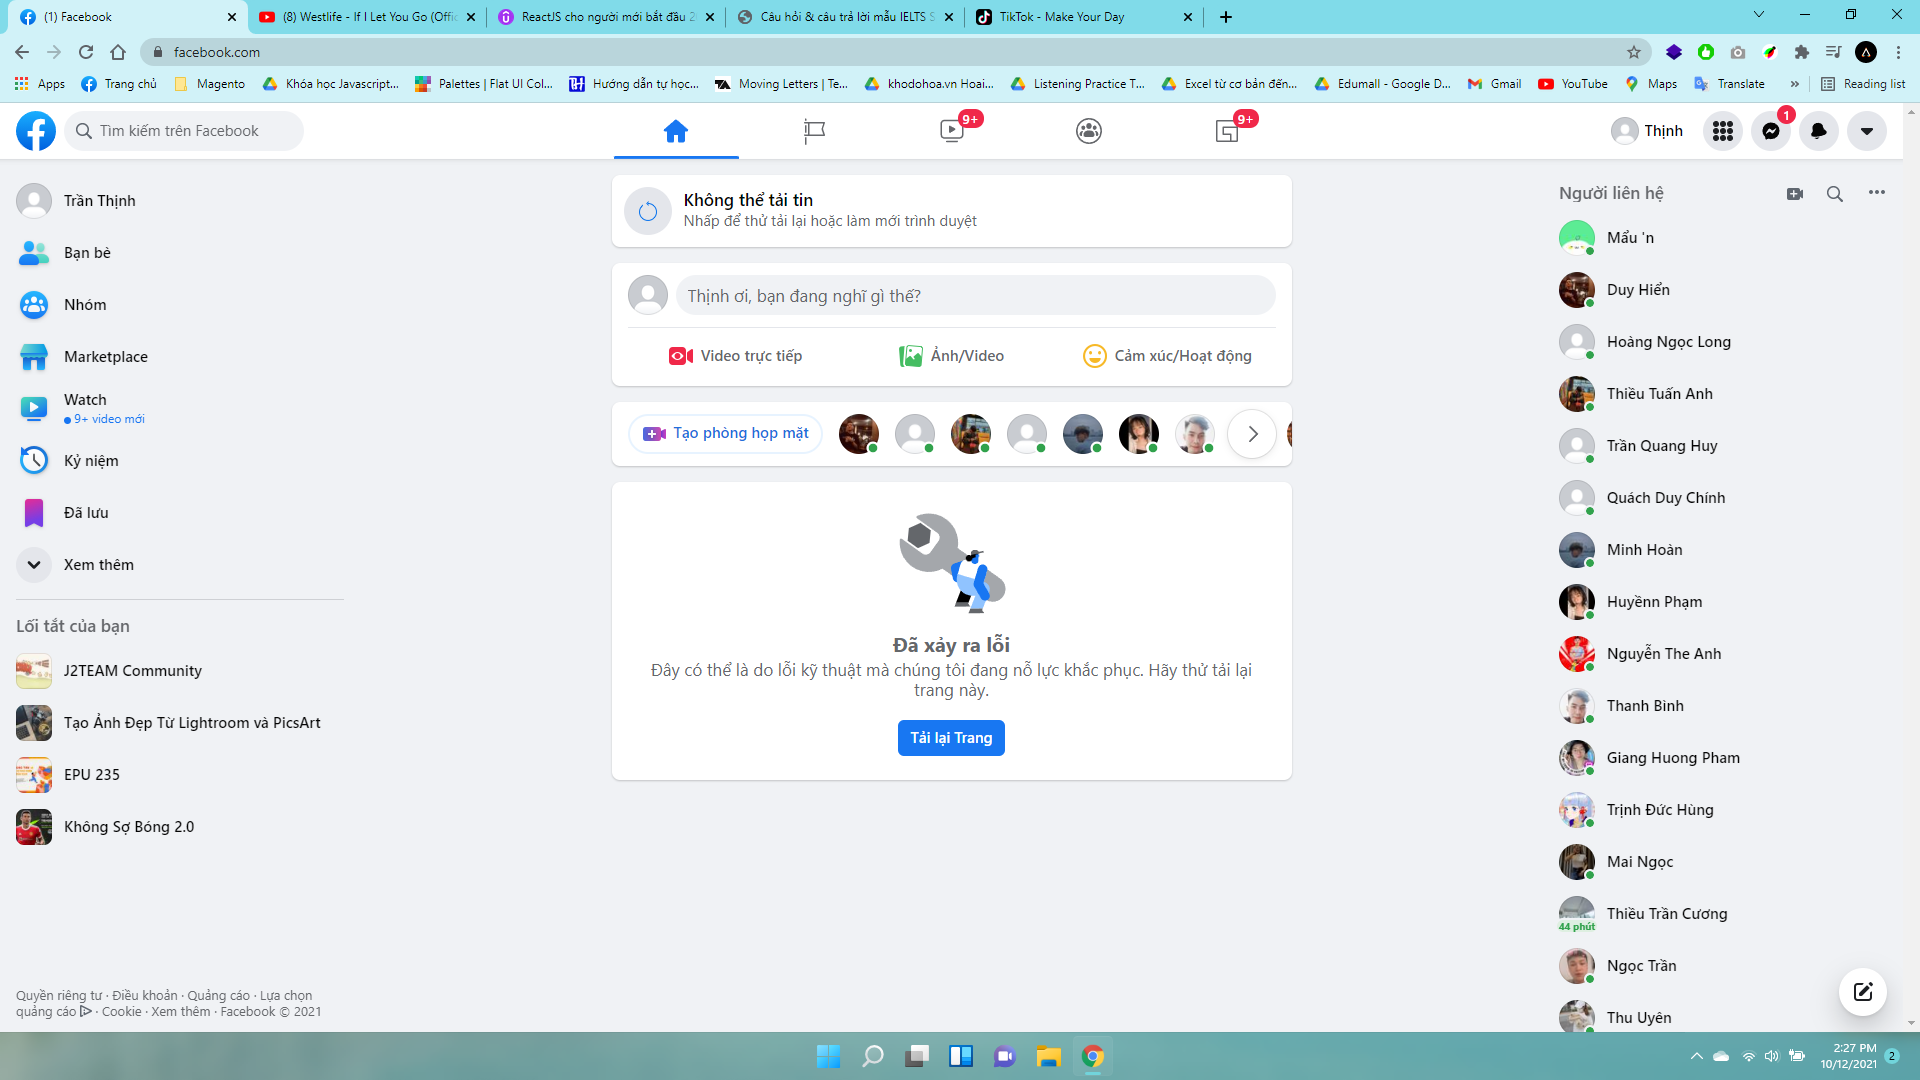 (1) Facebook
(8) Westlife - If I Let You Go (Offic
ReactJS cho người mới bắt đầu 2
Câu hỏi & câu trả lời mẫu IELTS S
TikTok - Make Your Day
facebook.com
Apps
Trang chủ
Magento
Khóa học Javascript...
Palettes | Flat UI Col...
Hướng dẫn tự học...
Moving Letters | Te...
khodohoa.vn Hoai...
Listening Practice T...
Excel từ cơ bản đến...
Edumall - Google D...
Gmail
YouTube
Maps
Translate
Reading list
Tìm kiếm trên Facebook
9+
9+
Thịnh
1
Trần Thịnh
Bạn bè
Nhóm
Marketplace
Watch
9+ video mới
Kỷ niệm
Đã lưu
Xem thêm
Lối tắt của bạn
J2TEAM Community
Tạo Ảnh Đẹp Từ Lightroom và PicsArt
EPU 235
Không Sợ Bóng 2.0
Quyền riêng tư · Điều khoản · Quảng cáo · Lựa chọn
quảng cáo · Cookie · Xem thêm · Facebook © 2021
Không thể tải tin
Nhấp để thử tải lại hoặc làm mới trình duyệt
Thịnh ơi, bạn đang nghĩ gì thế?
Video trực tiếp
Ảnh/Video
Cảm xúc/Hoạt động
Tạo phòng họp mặt
Đã xảy ra lỗi
Đây có thể là do lỗi kỹ thuật mà chúng tôi đang nỗ lực khắc phục. Hãy thử tải lại
trang này.
Tải lại Trang
Người liên hệ
Mẩu 'n
Duy Hiển
Hoàng Ngọc Long
Thiều Tuấn Anh
Trần Quang Huy
Quách Duy Chính
Minh Hoàn
Huyềnn Phạm
Nguyễn The Anh
Thanh Bình
Giang Huong Pham
Trịnh Đức Hùng
Mai Ngọc
Thiều Trần Cương
44 phút
Ngọc Trần
Thu Uyên
2:27 PM
10/12/2021
2